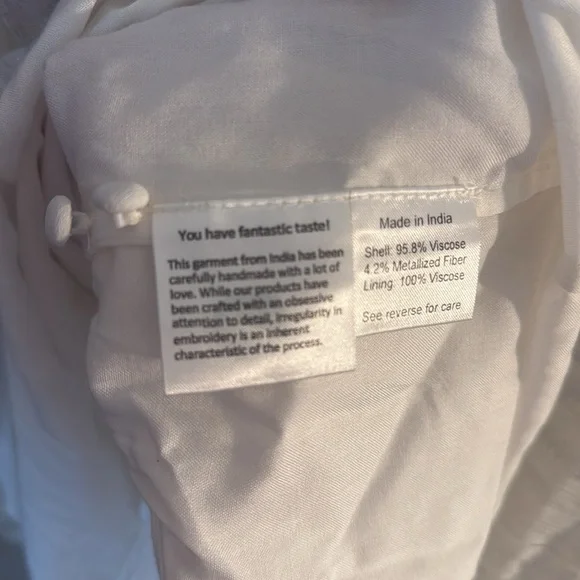 You have fantastic taste!
This garment from India has been
carefully handmade with a lot of
love. While our products have
been crafted with an obsessive
attention to detail, irregularity in
embroidery is an inherent
characteristic of the process.
Made in India
Shell: 95.8% Viscose
4.2% Metallized Fiber
Lining: 100% Viscose
See reverse for care